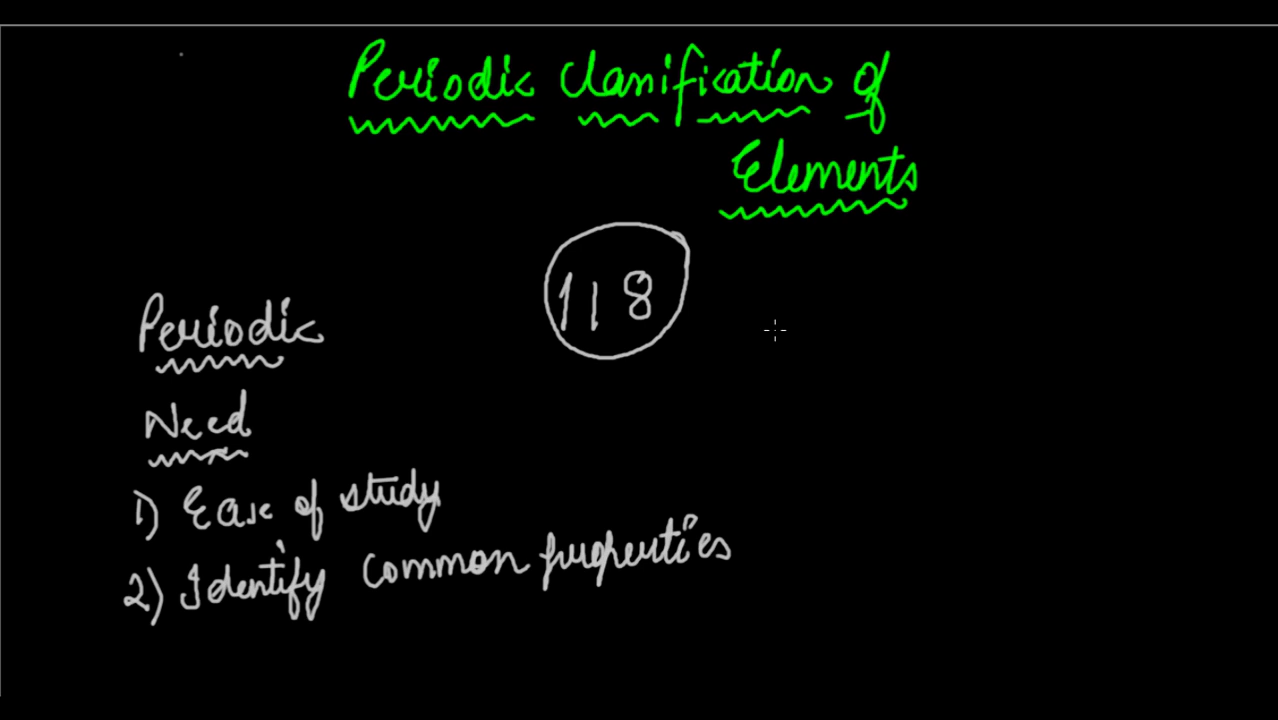 Periodic classification of
Elements
118
Periodic
Need
1) Ease of study
2) Identify common properties